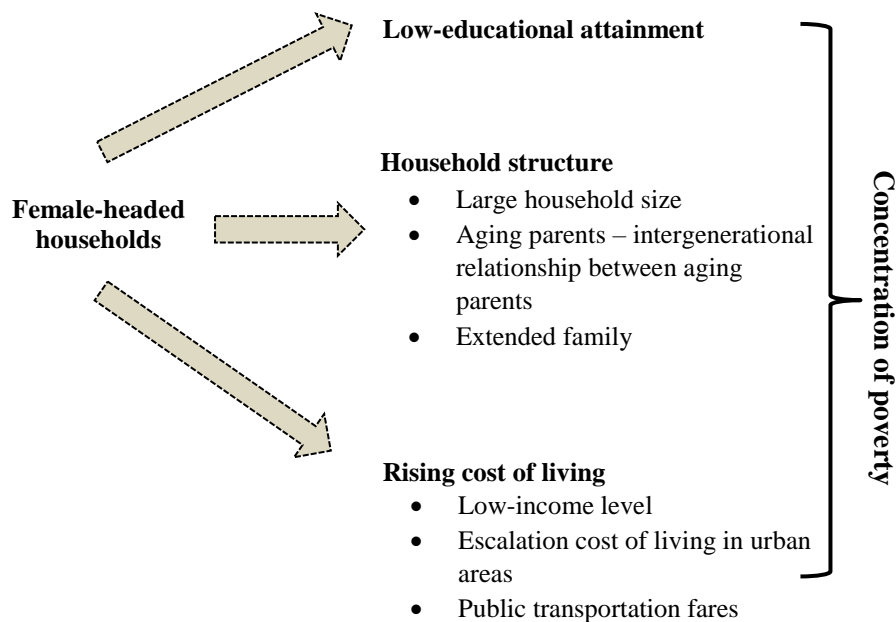 Low-educational attainment
Household structure
• Large household size
• Aging parents – intergenerational
relationship between aging
parents
• Extended family
Female-headed
households
Rising cost of living
• Low-income level
• Escalation cost of living in urban
areas
• Public transportation fares
Concentration of poverty